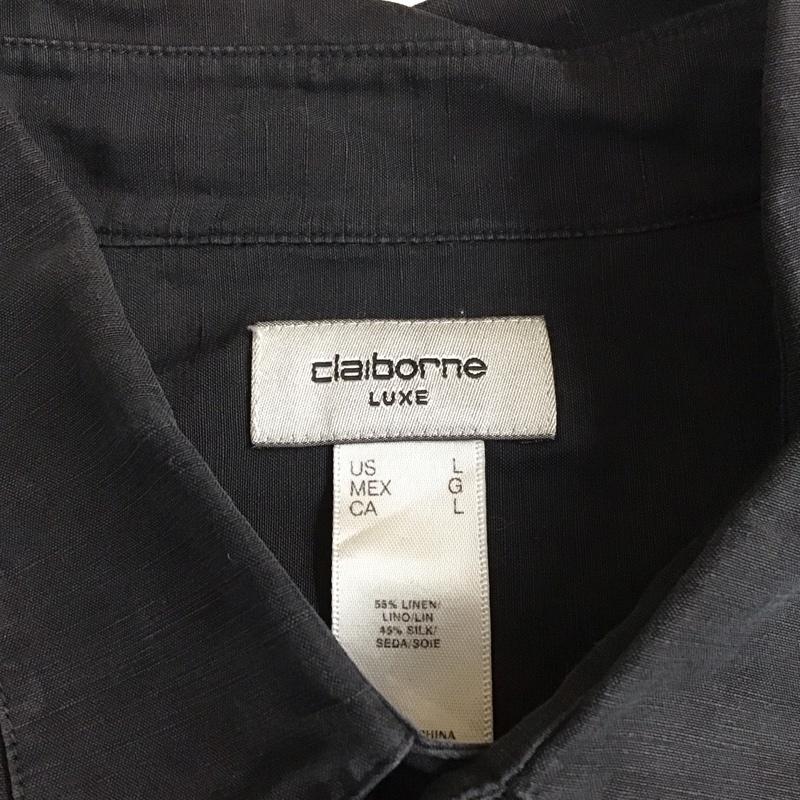 claiborne
LUXE
US L
MEX G
CA L
55% LINEN/
LINO/LIN
45% SILK/
SEDA/SOIE
CHINA